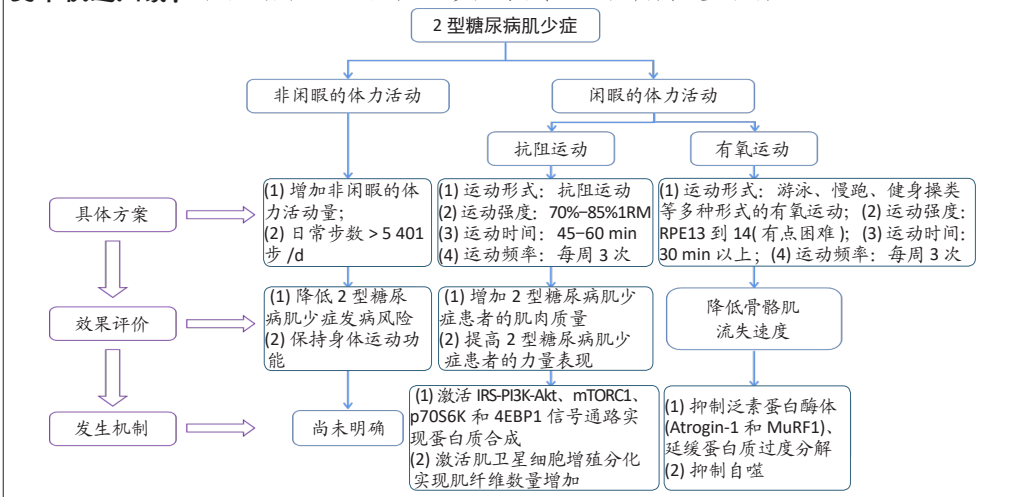 2 型糖尿病肌少症
非闲暇的体力活动
闲暇的体力活动
抗阻运动
有氧运动
具体方案
(1) 增加非闲暇的体
力活动量；
(2) 日常步数 > 5 401
步 /d
(1) 运动形式：抗阻运动
(2) 运动强度：70%–85%1RM
(3) 运动时间：45–60 min
(4) 运动频率：每周 3 次
(1) 运动形式：游泳、慢跑、健身操类
等多种形式的有氧运动；(2) 运动强度：
RPE13 到 14( 有点困难 )；(3) 运动时间：
30 min 以上；(4) 运动频率：每周 3 次
效果评价
(1) 降低 2 型糖尿
病肌少症发病风险
(2) 保持身体运动功
能
(1) 增加 2 型糖尿病肌少
症患者的肌肉质量
(2) 提高 2 型糖尿病肌少
症患者的力量表现
降低骨骼肌
流失速度
发生机制
尚未明确
(1) 激活 IRS-PI3K-Akt、mTORC1、
p70S6K 和 4EBP1 信号通路实
现蛋白质合成
(2) 激活肌卫星细胞增殖分化
实现肌纤维数量增加
(1) 抑制泛素蛋白酶体
(Atrogin-1 和 MuRF1)、
延缓蛋白质过度分解
(2) 抑制自噬